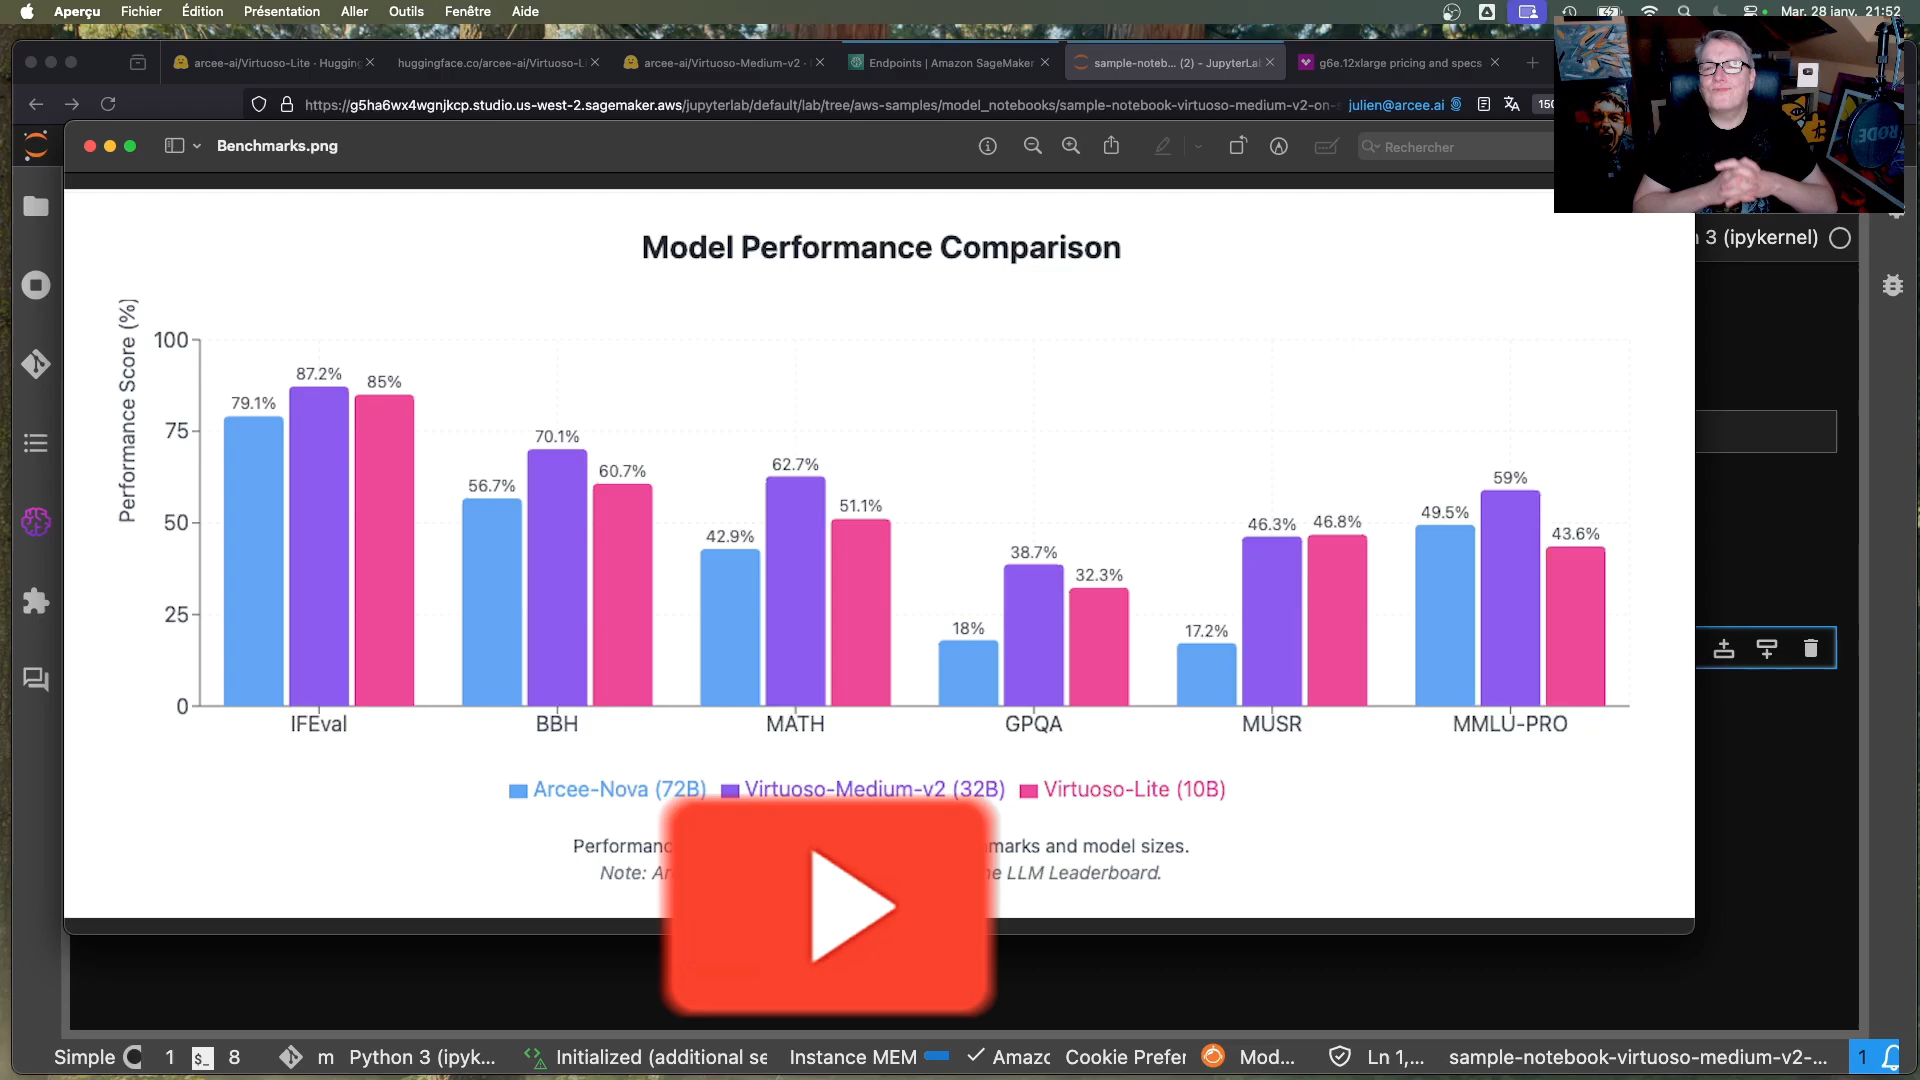 Aperçu Fichier Édition Présentation Aller Outils Fenêtre Aide Mar. 28 janv. 21:52
arcee-ai/Virtuoso-Lite · Hugging huggingface.co/arcee-ai/Virtuoso-L arcee-ai/Virtuoso-Medium-v2 · Endpoints | Amazon SageMaker sample-noteb... (2) - JupyterLa g6e.12xlarge pricing and specs
https://g5ha6wx4wgnjkcp.studio.us-west-2.sagemaker.aws/jupyterlab/default/lab/tree/aws-samples/model_notebooks/sample-notebook-virtuoso-medium-v2-on-s julien@arcee.ai 150
Benchmarks.png Rechercher
3 (ipykernel)
Model Performance Comparison
Performance Score (%)
100
75
50
25
0
79.1% 87.2% 85%
56.7% 70.1% 60.7%
42.9% 62.7% 51.1%
18% 38.7% 32.3%
17.2% 46.3% 46.8%
49.5% 59% 43.6%
IFEval BBH MATH GPQA MUSR MMLU-PRO
Arcee-Nova (72B) Virtuoso-Medium-v2 (32B) Virtuoso-Lite (10B)
Performanc marks and model sizes.
Note: Ar e LLM Leaderboard.
RODE
Simple 1 $_ 8 m Python 3 (ipyk... Initialized (additional se Instance MEM Amazo Cookie Prefer Mod... Ln 1,... sample-notebook-virtuoso-medium-v2-... 1